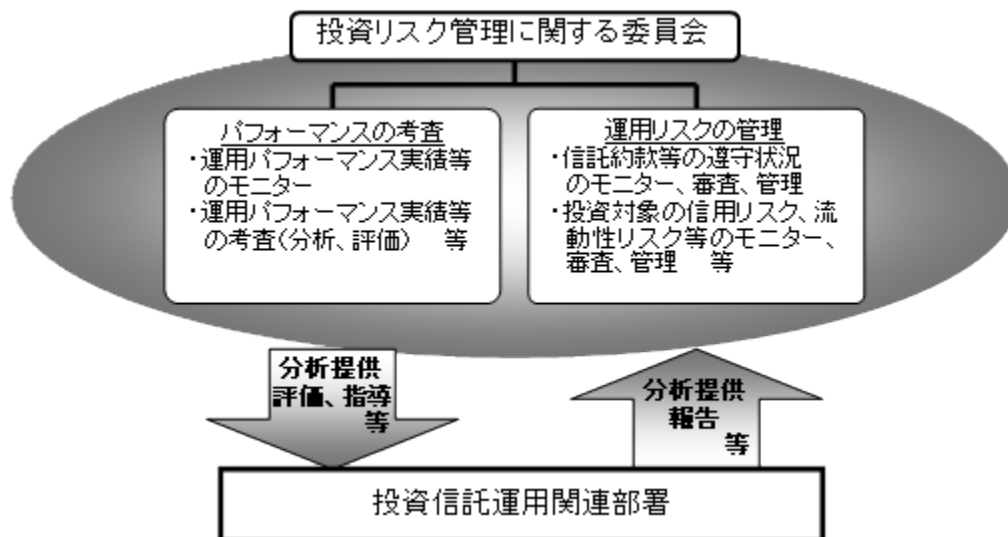 投資リスク管理に関する委員会
パフォーマンスの考査
・運用パフォーマンス実績等
のモニター
・運用パフォーマンス実績等
の考査(分析、評価) 等
運用リスクの管理
・信託約款等の遵守状況
のモニター、審査、管理
・投資対象の信用リスク、流
動性リスク等のモニター、
審査、管理 等
分析提供
評価、指導
等
分析提供
報告
等
投資信託運用関連部署